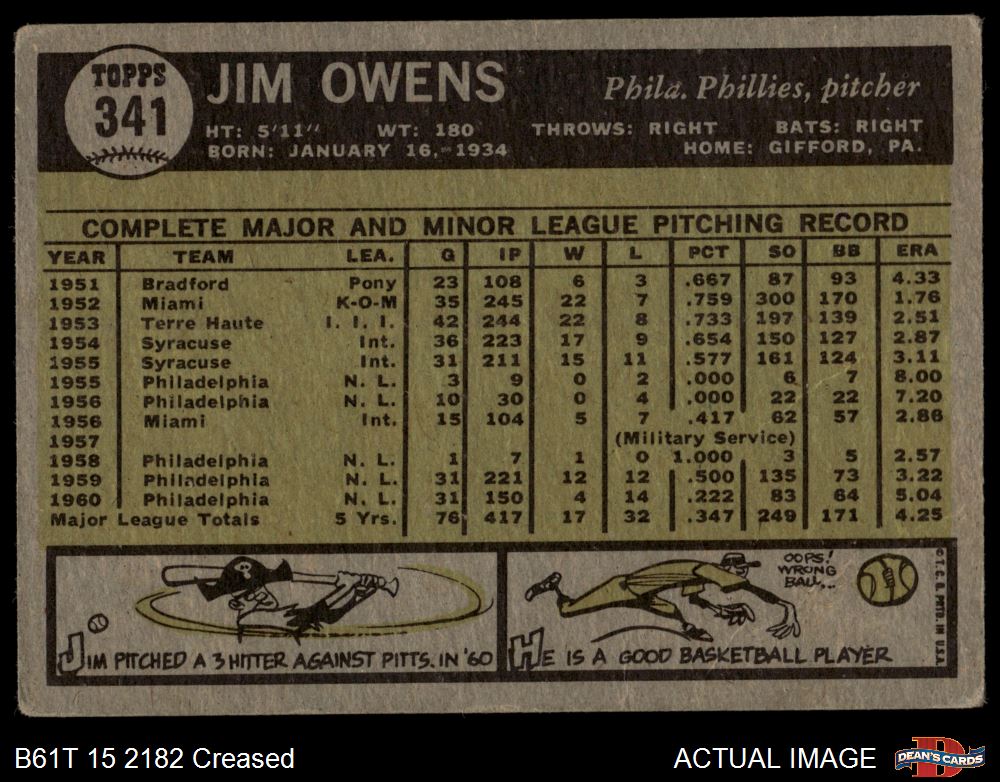 TOPPS
341
JIM OWENS
Phila. Phillies, pitcher
HT: 5'11" WT: 180 THROWS: RIGHT BATS: RIGHT
BORN: JANUARY 16, 1934 HOME: GIFFORD, PA.
COMPLETE MAJOR AND MINOR LEAGUE PITCHING RECORD
YEAR TEAM LEA. G IP W L PCT SO BB ERA
1951 Bradford Pony 23 108 6 3 .667 87 93 4.33
1952 Miami K-O-M 35 245 22 7 .759 300 170 1.76
1953 Terre Haute I. I. I. 42 244 22 8 .733 197 139 2.51
1954 Syracuse Int. 36 223 17 9 .654 150 127 2.87
1955 Syracuse Int. 31 211 15 11 .577 161 124 3.11
1955 Philadelphia N. L. 3 9 0 2 .000 6 7 8.00
1956 Philadelphia N. L. 10 30 0 4 .000 22 22 7.20
1956 Miami Int. 15 104 5 7 .417 62 57 2.86
1957 (Military Service)
1958 Philadelphia N. L. 1 7 1 0 1.000 3 5 2.57
1959 Philadelphia N. L. 31 221 12 12 .500 135 73 3.22
1960 Philadelphia N. L. 31 150 4 14 .222 83 64 5.04
Major League Totals 5 Yrs. 76 417 17 32 .347 249 171 4.25
JIM PITCHED A 3 HITTER AGAINST PITTS. IN '60
OOPS!
WRONG
BALL...
HE IS A GOOD BASKETBALL PLAYER
© T. C. G. PRTD. IN U.S.A.
B61T 15 2182 Creased
ACTUAL IMAGE
D
DEAN'S CARDS